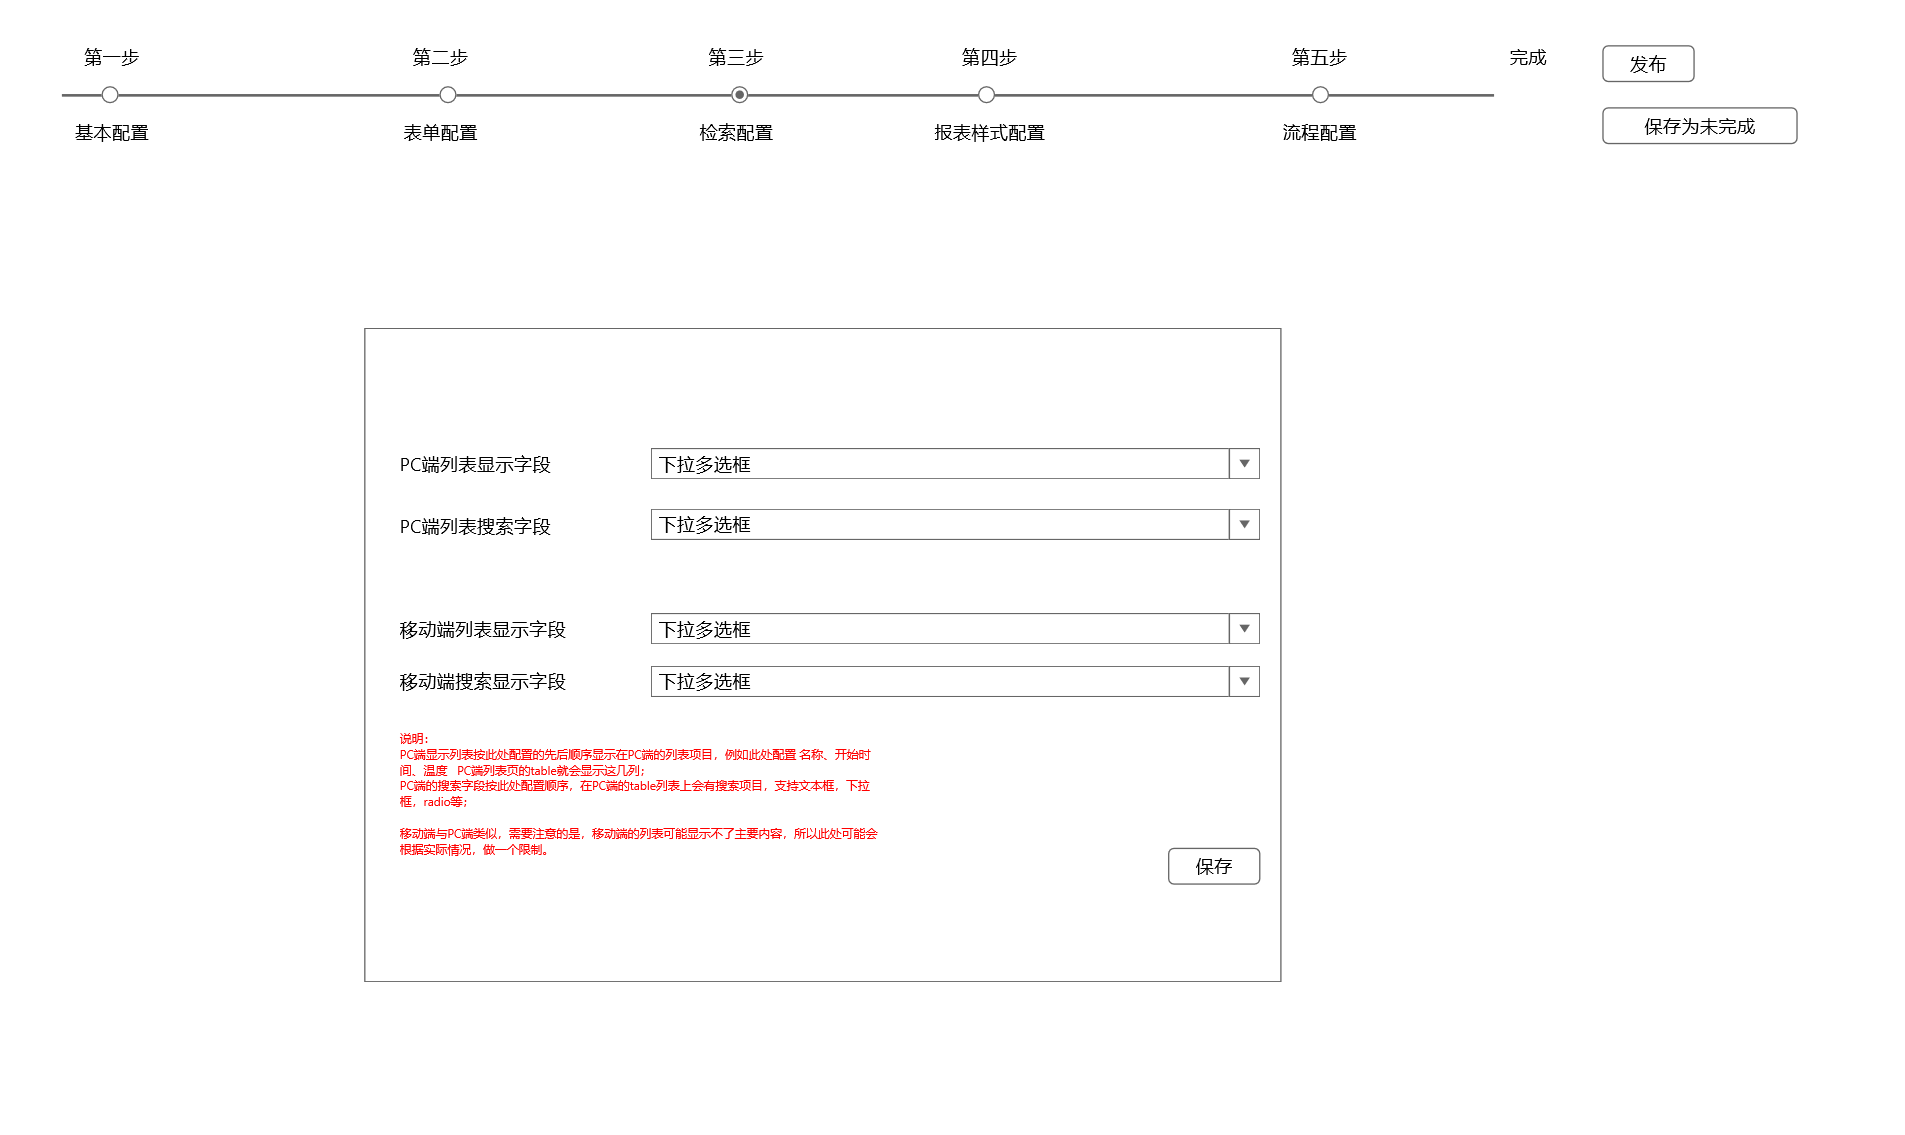 第一步
第二步
第三步
第四步
第五步
完成
发布
基本配置
表单配置
检索配置
报表样式配置
流程配置
保存为未完成
PC端列表显示字段
下拉多选框
PC端列表搜索字段
下拉多选框
移动端列表显示字段
下拉多选框
移动端搜索显示字段
下拉多选框
说明：
PC端显示列表按此处配置的先后顺序显示在PC端的列表项目，例如此处配置 名称、开始时
间、温度   PC端列表页的table就会显示这几列；
PC端的搜索字段按此处配置顺序，在PC端的table列表上会有搜索项目，支持文本框，下拉
框，radio等；
移动端与PC端类似，需要注意的是，移动端的列表可能显示不了主要内容，所以此处可能会
根据实际情况，做一个限制。
保存